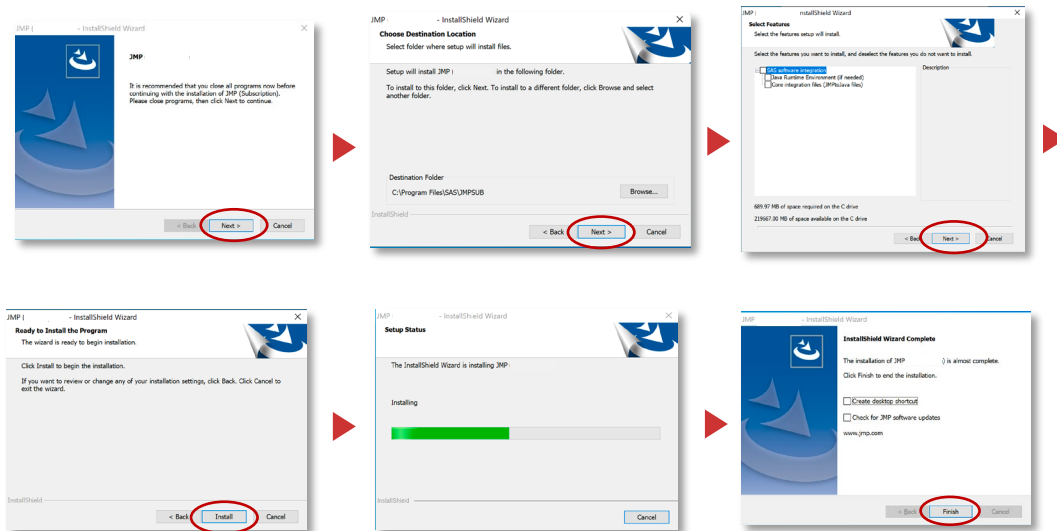 JMP ( - InstallShield Wizard
JMP
It is recommended that you close all programs now before
continuing with the installation of JMP (Subscription).
Please close programs, then click Next to continue.
< Back
Next >
Cancel
JMP - InstallShield Wizard
Choose Destination Location
Select folder where setup will install files.
Setup will install JMP in the following folder.
To install to this folder, click Next. To install to a different folder, click Browse and select
another folder.
Destination Folder
C:\Program Files\SAS\JMPSUB
Browse...
InstallShield
< Back
Next >
Cancel
JMP nstallShield Wizard
Select Features
Select the features setup will install.
Select the features you want to install, and deselect the features you do not want to install.
SAS software integration
Java Runtime Environment (if needed)
Core integration files (JMPtoJava files)
Description
689.97 MB of space required on the C drive
219667.00 MB of space available on the C drive
< Back
Next >
Cancel
JMP ( - InstallShield Wizard
Ready to Install the Program
The wizard is ready to begin installation.
Click Install to begin the installation.
If you want to review or change any of your installation settings, click Back. Click Cancel to
exit the wizard.
InstallShield
< Back
Install
Cancel
JMP - InstallShield Wizard
Setup Status
The InstallShield Wizard is installing JMP
Installing
InstallShield
Cancel
JMP - InstallShield Wizard
InstallShield Wizard Complete
The installation of JMP ) is almost complete.
Click Finish to end the installation.
Create desktop shortcut
Check for JMP software updates
www.jmp.com
< Back
Finish
Cancel